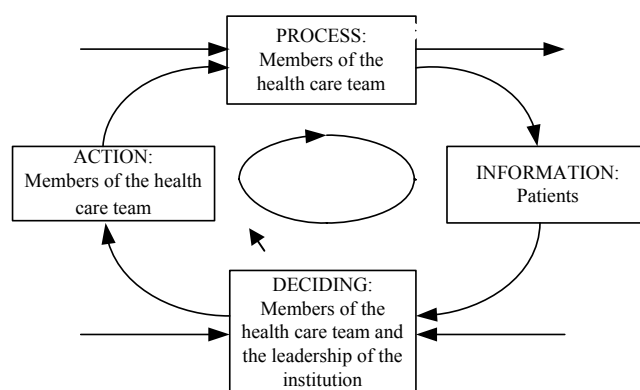 PROCESS:
Members of the
health care team
ACTION:
Members of the health
care team
INFORMATION:
Patients
DECIDING:
Members of the
health care team and
the leadership of the
institution